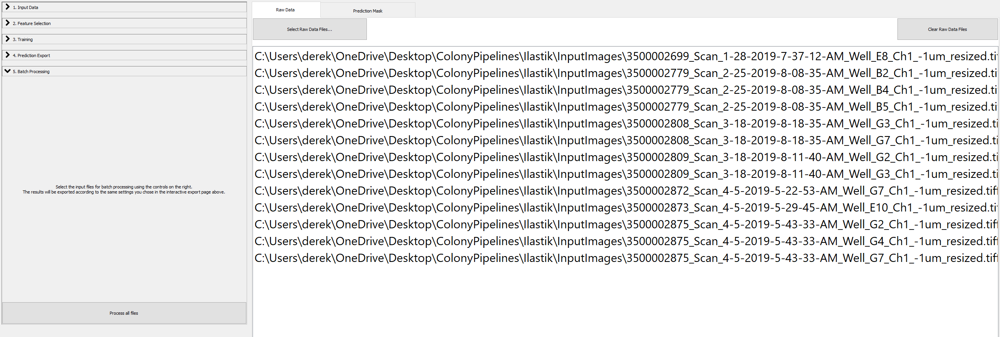 1. Input Data
2. Feature Selection
3. Training
4. Prediction Export
5. Batch Processing
Select the input files for batch processing using the controls on the right.
The results will be exported according to the same settings you chose in the interactive export page above.
Process all files
Raw Data
Prediction Mask
Select Raw Data Files...
Clear Raw Data Files
C:\Users\derek\OneDrive\Desktop\ColonyPipelines\Ilastik\InputImages\3500002699_Scan_1-28-2019-7-37-12-AM_Well_E8_Ch1_-1um_resized.tif
C:\Users\derek\OneDrive\Desktop\ColonyPipelines\Ilastik\InputImages\3500002779_Scan_2-25-2019-8-08-35-AM_Well_B2_Ch1_-1um_resized.ti
C:\Users\derek\OneDrive\Desktop\ColonyPipelines\Ilastik\InputImages\3500002779_Scan_2-25-2019-8-08-35-AM_Well_B4_Ch1_-1um_resized.ti
C:\Users\derek\OneDrive\Desktop\ColonyPipelines\Ilastik\InputImages\3500002779_Scan_2-25-2019-8-08-35-AM_Well_B5_Ch1_-1um_resized.ti
C:\Users\derek\OneDrive\Desktop\ColonyPipelines\Ilastik\InputImages\3500002808_Scan_3-18-2019-8-18-35-AM_Well_G3_Ch1_-1um_resized.ti
C:\Users\derek\OneDrive\Desktop\ColonyPipelines\Ilastik\InputImages\3500002808_Scan_3-18-2019-8-18-35-AM_Well_G7_Ch1_-1um_resized.ti
C:\Users\derek\OneDrive\Desktop\ColonyPipelines\Ilastik\InputImages\3500002809_Scan_3-18-2019-8-11-40-AM_Well_G2_Ch1_-1um_resized.ti
C:\Users\derek\OneDrive\Desktop\ColonyPipelines\Ilastik\InputImages\3500002809_Scan_3-18-2019-8-11-40-AM_Well_G3_Ch1_-1um_resized.ti
C:\Users\derek\OneDrive\Desktop\ColonyPipelines\Ilastik\InputImages\3500002872_Scan_4-5-2019-5-22-53-AM_Well_G7_Ch1_-1um_resized.tiff
C:\Users\derek\OneDrive\Desktop\ColonyPipelines\Ilastik\InputImages\3500002873_Scan_4-5-2019-5-29-45-AM_Well_E10_Ch1_-1um_resized.tif
C:\Users\derek\OneDrive\Desktop\ColonyPipelines\Ilastik\InputImages\3500002875_Scan_4-5-2019-5-43-33-AM_Well_G2_Ch1_-1um_resized.tiff
C:\Users\derek\OneDrive\Desktop\ColonyPipelines\Ilastik\InputImages\3500002875_Scan_4-5-2019-5-43-33-AM_Well_G4_Ch1_-1um_resized.tiff
C:\Users\derek\OneDrive\Desktop\ColonyPipelines\Ilastik\InputImages\3500002875_Scan_4-5-2019-5-43-33-AM_Well_G7_Ch1_-1um_resized.tiff